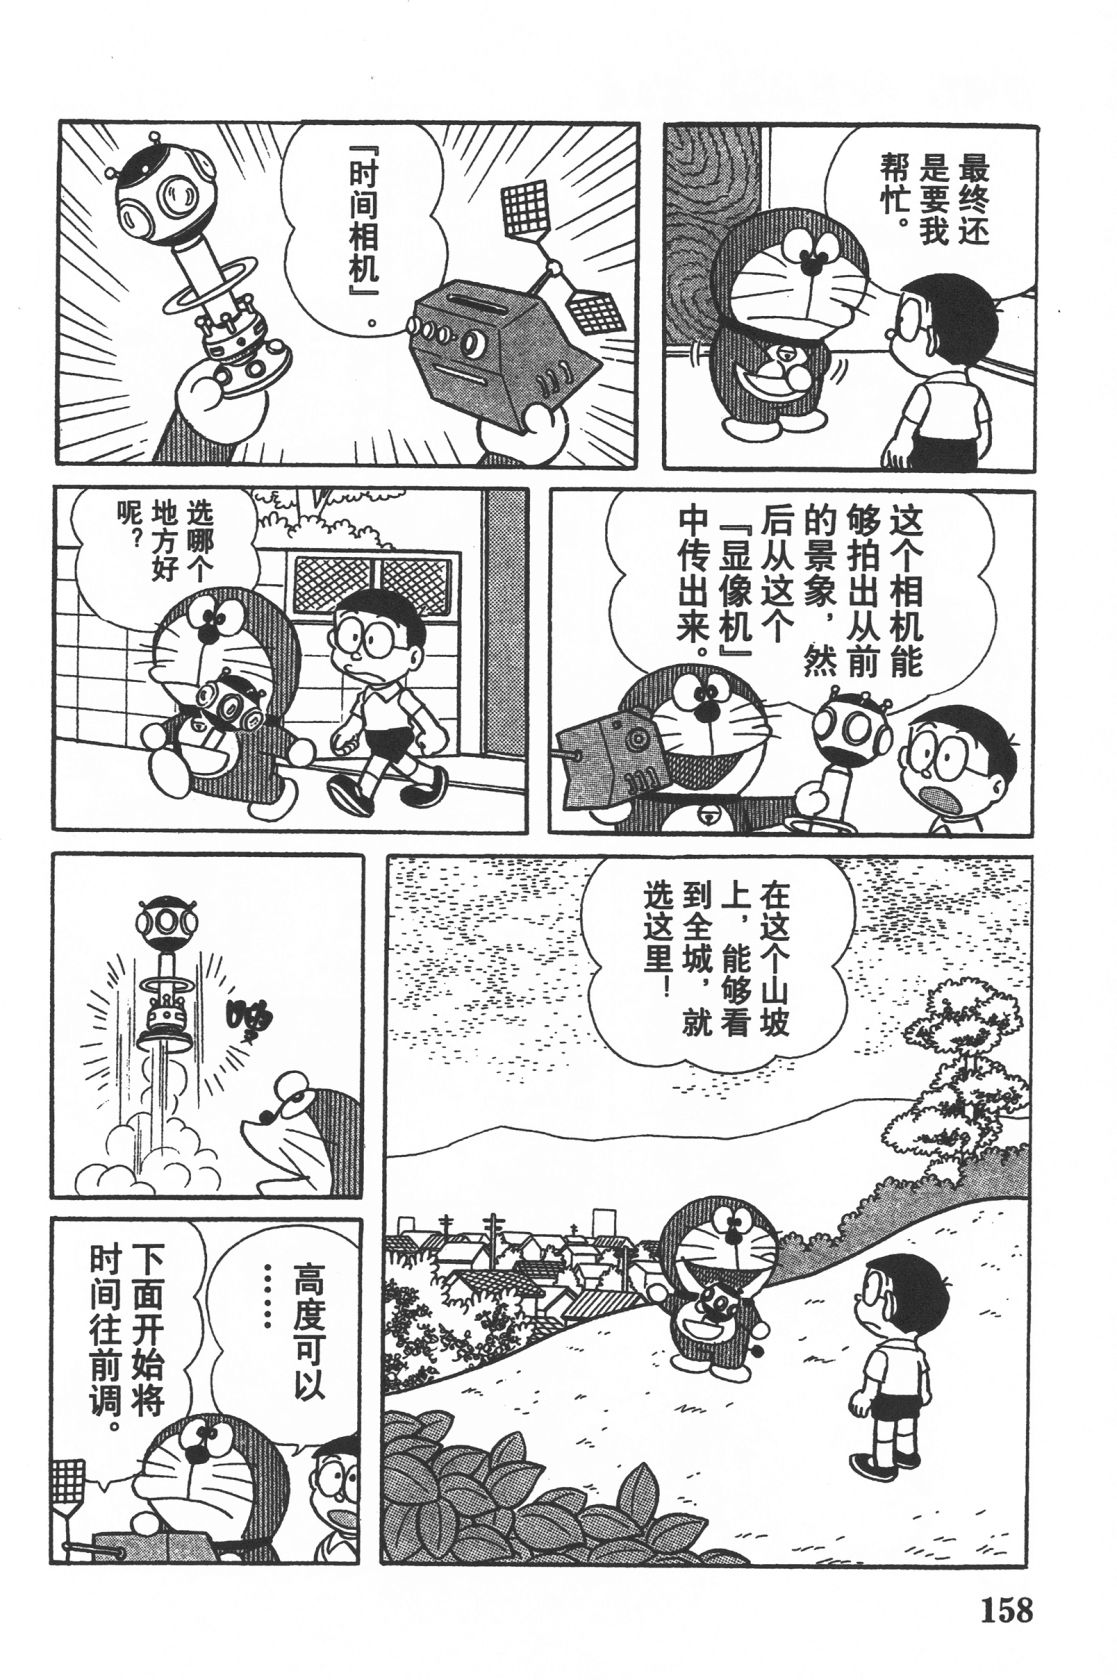 最终还
是要我
帮忙。
『时间相机』。
这个相机能
够拍出从前
的景象，然
后从这个
『显像机』
中传出来。
选哪个
地方好
呢？
在这个山坡
上，能够看
到全城，就
选这里！
高度可以
……
下面开始将
时间往前调。
158